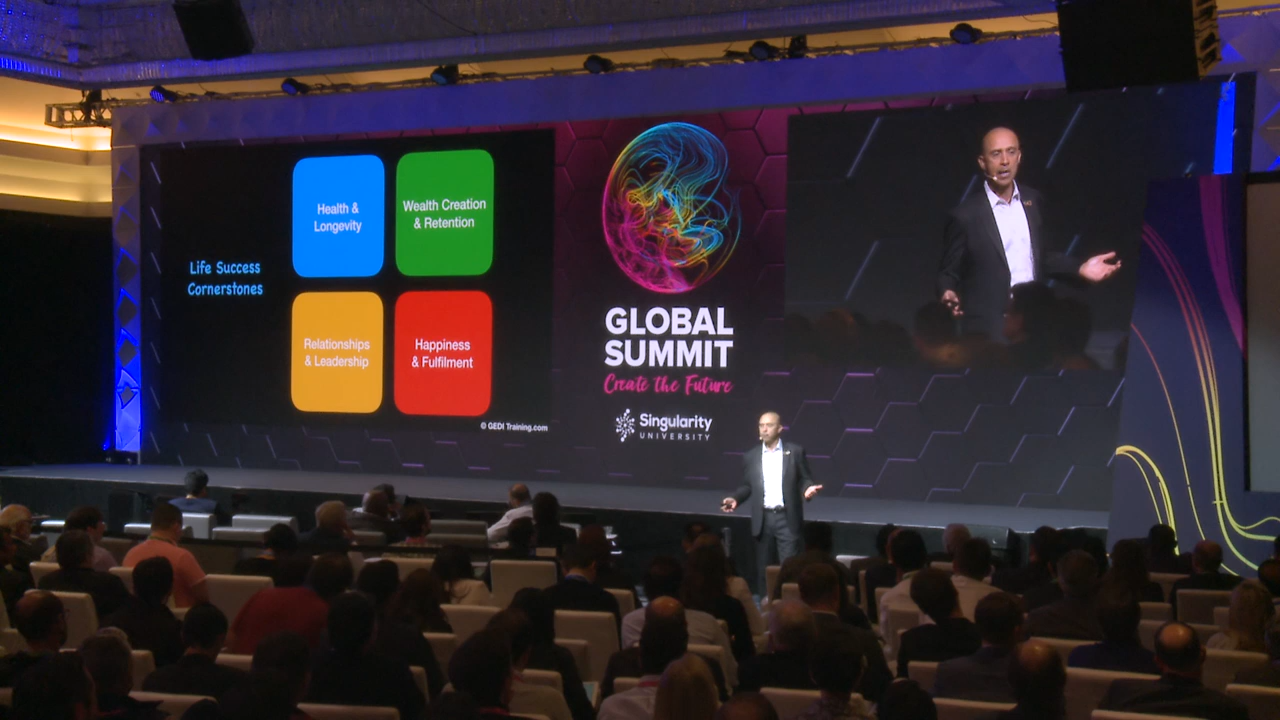 Life Success
Cornerstones
Health &
Longevity
Wealth Creation
& Retention
Relationships
& Leadership
Happiness
& Fulfilment
© GEDI Training.com
GLOBAL
SUMMIT
Create the Future
Singularity
UNIVERSITY